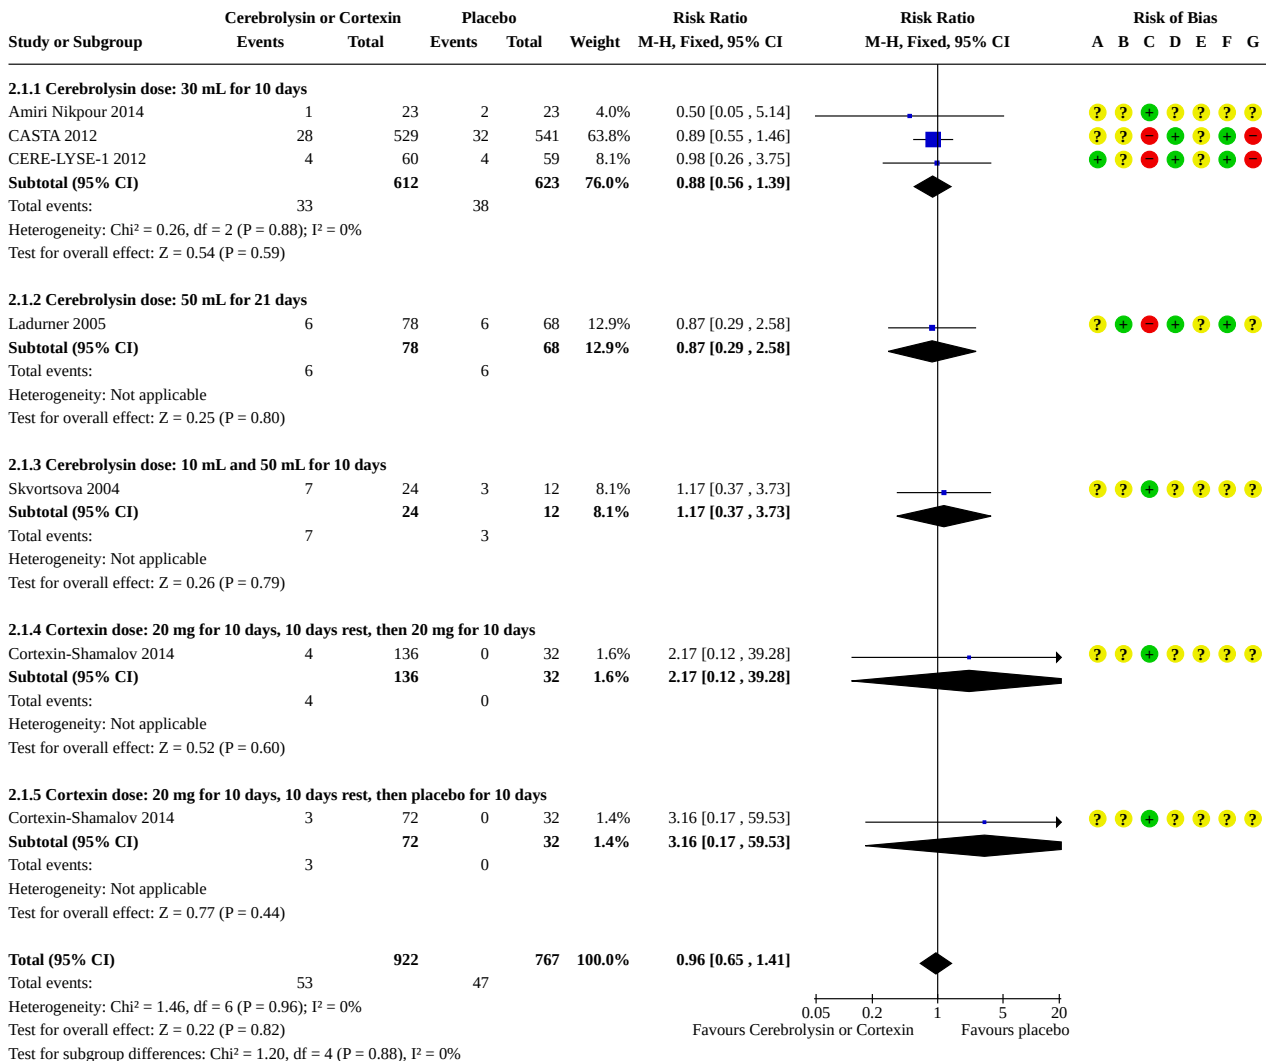 Cerebrolysin or Cortexin Placebo Risk Ratio Risk Ratio Risk of Bias
Study or Subgroup Events Total Events Total Weight M-H, Fixed, 95% CI M-H, Fixed, 95% CI A B C D E F G
2.1.1 Cerebrolysin dose: 30 mL for 10 days
Amiri Nikpour 2014 1 23 2 23 4.0% 0.50 [0.05 , 5.14] ? ? + ? ? ? ?
CASTA 2012 28 529 32 541 63.8% 0.89 [0.55 , 1.46] ? ? − + ? + −
CERE-LYSE-1 2012 4 60 4 59 8.1% 0.98 [0.26 , 3.75] + ? − + ? + −
Subtotal (95% CI) 612 623 76.0% 0.88 [0.56 , 1.39]
Total events: 33 38
Heterogeneity: Chi² = 0.26, df = 2 (P = 0.88); I² = 0%
Test for overall effect: Z = 0.54 (P = 0.59)
2.1.2 Cerebrolysin dose: 50 mL for 21 days
Ladurner 2005 6 78 6 68 12.9% 0.87 [0.29 , 2.58] ? + − + ? + ?
Subtotal (95% CI) 78 68 12.9% 0.87 [0.29 , 2.58]
Total events: 6 6
Heterogeneity: Not applicable
Test for overall effect: Z = 0.25 (P = 0.80)
2.1.3 Cerebrolysin dose: 10 mL and 50 mL for 10 days
Skvortsova 2004 7 24 3 12 8.1% 1.17 [0.37 , 3.73] ? ? + ? ? ? ?
Subtotal (95% CI) 24 12 8.1% 1.17 [0.37 , 3.73]
Total events: 7 3
Heterogeneity: Not applicable
Test for overall effect: Z = 0.26 (P = 0.79)
2.1.4 Cortexin dose: 20 mg for 10 days, 10 days rest, then 20 mg for 10 days
Cortexin-Shamalov 2014 4 136 0 32 1.6% 2.17 [0.12 , 39.28] ? ? + ? ? ? ?
Subtotal (95% CI) 136 32 1.6% 2.17 [0.12 , 39.28]
Total events: 4 0
Heterogeneity: Not applicable
Test for overall effect: Z = 0.52 (P = 0.60)
2.1.5 Cortexin dose: 20 mg for 10 days, 10 days rest, then placebo for 10 days
Cortexin-Shamalov 2014 3 72 0 32 1.4% 3.16 [0.17 , 59.53] ? ? + ? ? ? ?
Subtotal (95% CI) 72 32 1.4% 3.16 [0.17 , 59.53]
Total events: 3 0
Heterogeneity: Not applicable
Test for overall effect: Z = 0.77 (P = 0.44)
Total (95% CI) 922 767 100.0% 0.96 [0.65 , 1.41]
Total events: 53 47
Heterogeneity: Chi² = 1.46, df = 6 (P = 0.96); I² = 0%
0.05 0.2 1 5 20
Test for overall effect: Z = 0.22 (P = 0.82) Favours Cerebrolysin or Cortexin Favours placebo
Test for subgroup differences: Chi² = 1.20, df = 4 (P = 0.88), I² = 0%